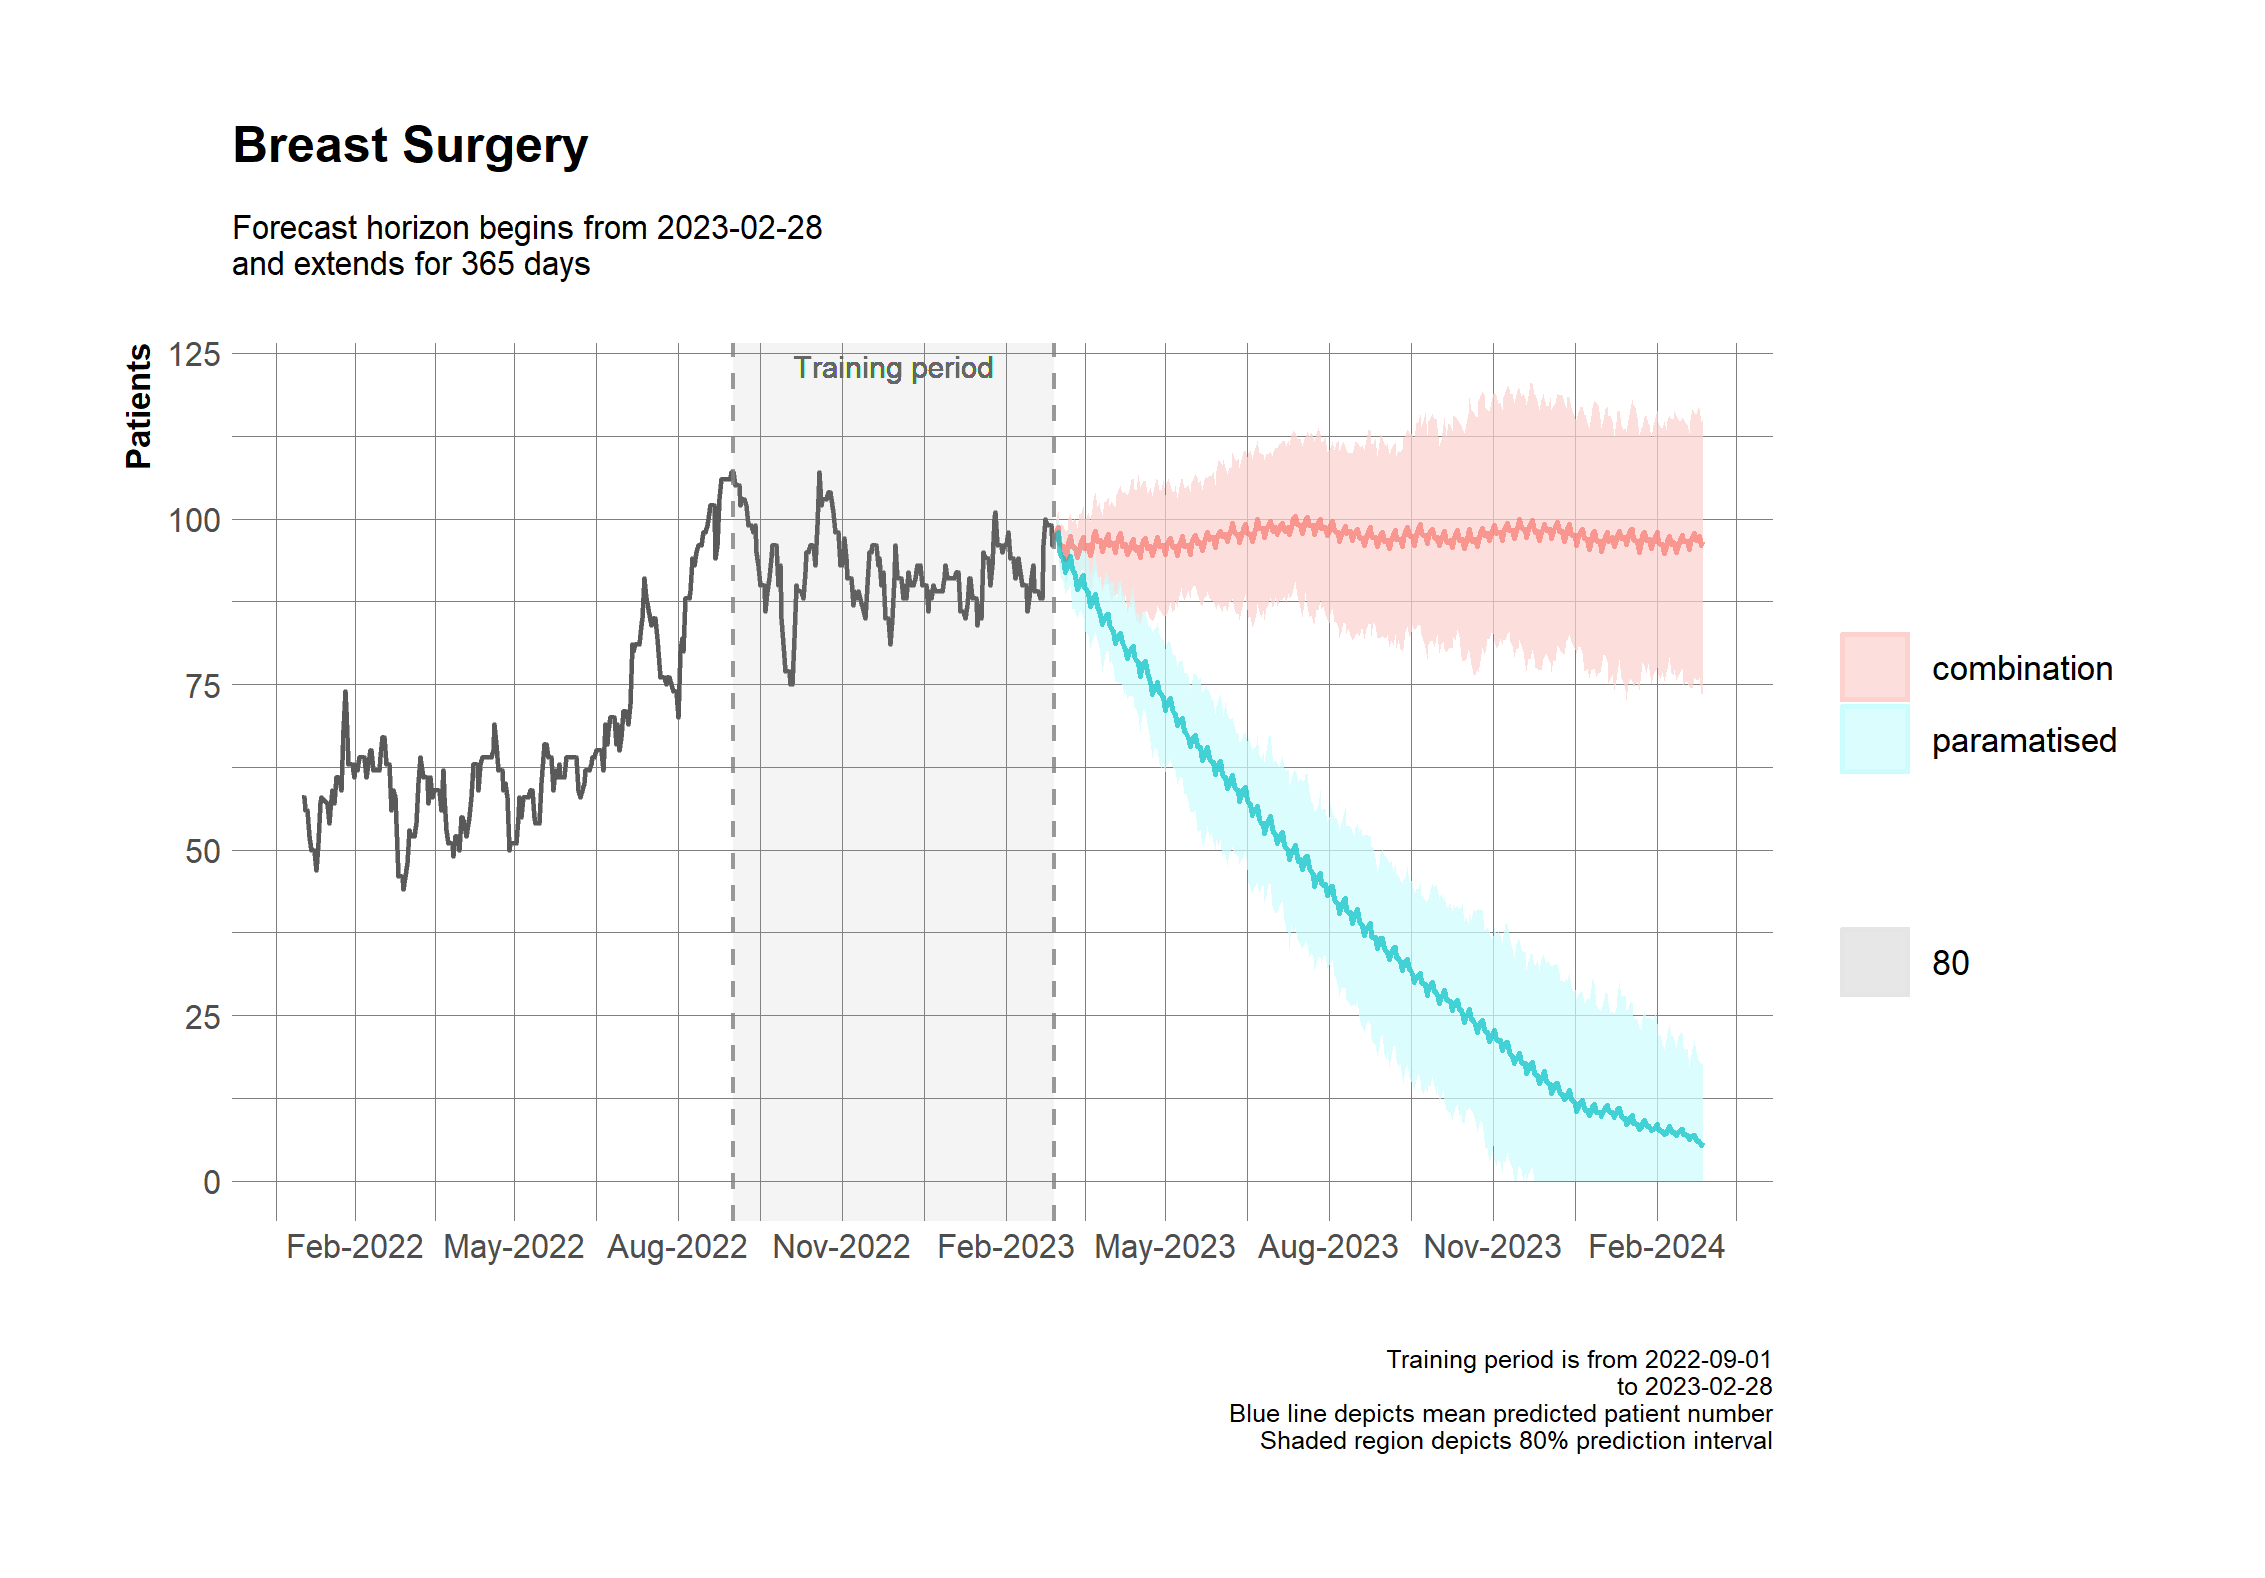 Breast Surgery
Forecast horizon begins from 2023-02-28
and extends for 365 days
Patients
125
100
75
50
25
0
Training period
Feb-2022 May-2022 Aug-2022 Nov-2022 Feb-2023 May-2023 Aug-2023 Nov-2023 Feb-2024
combination
paramatised
80
Training period is from 2022-09-01
to 2023-02-28
Blue line depicts mean predicted patient number
Shaded region depicts 80% prediction interval